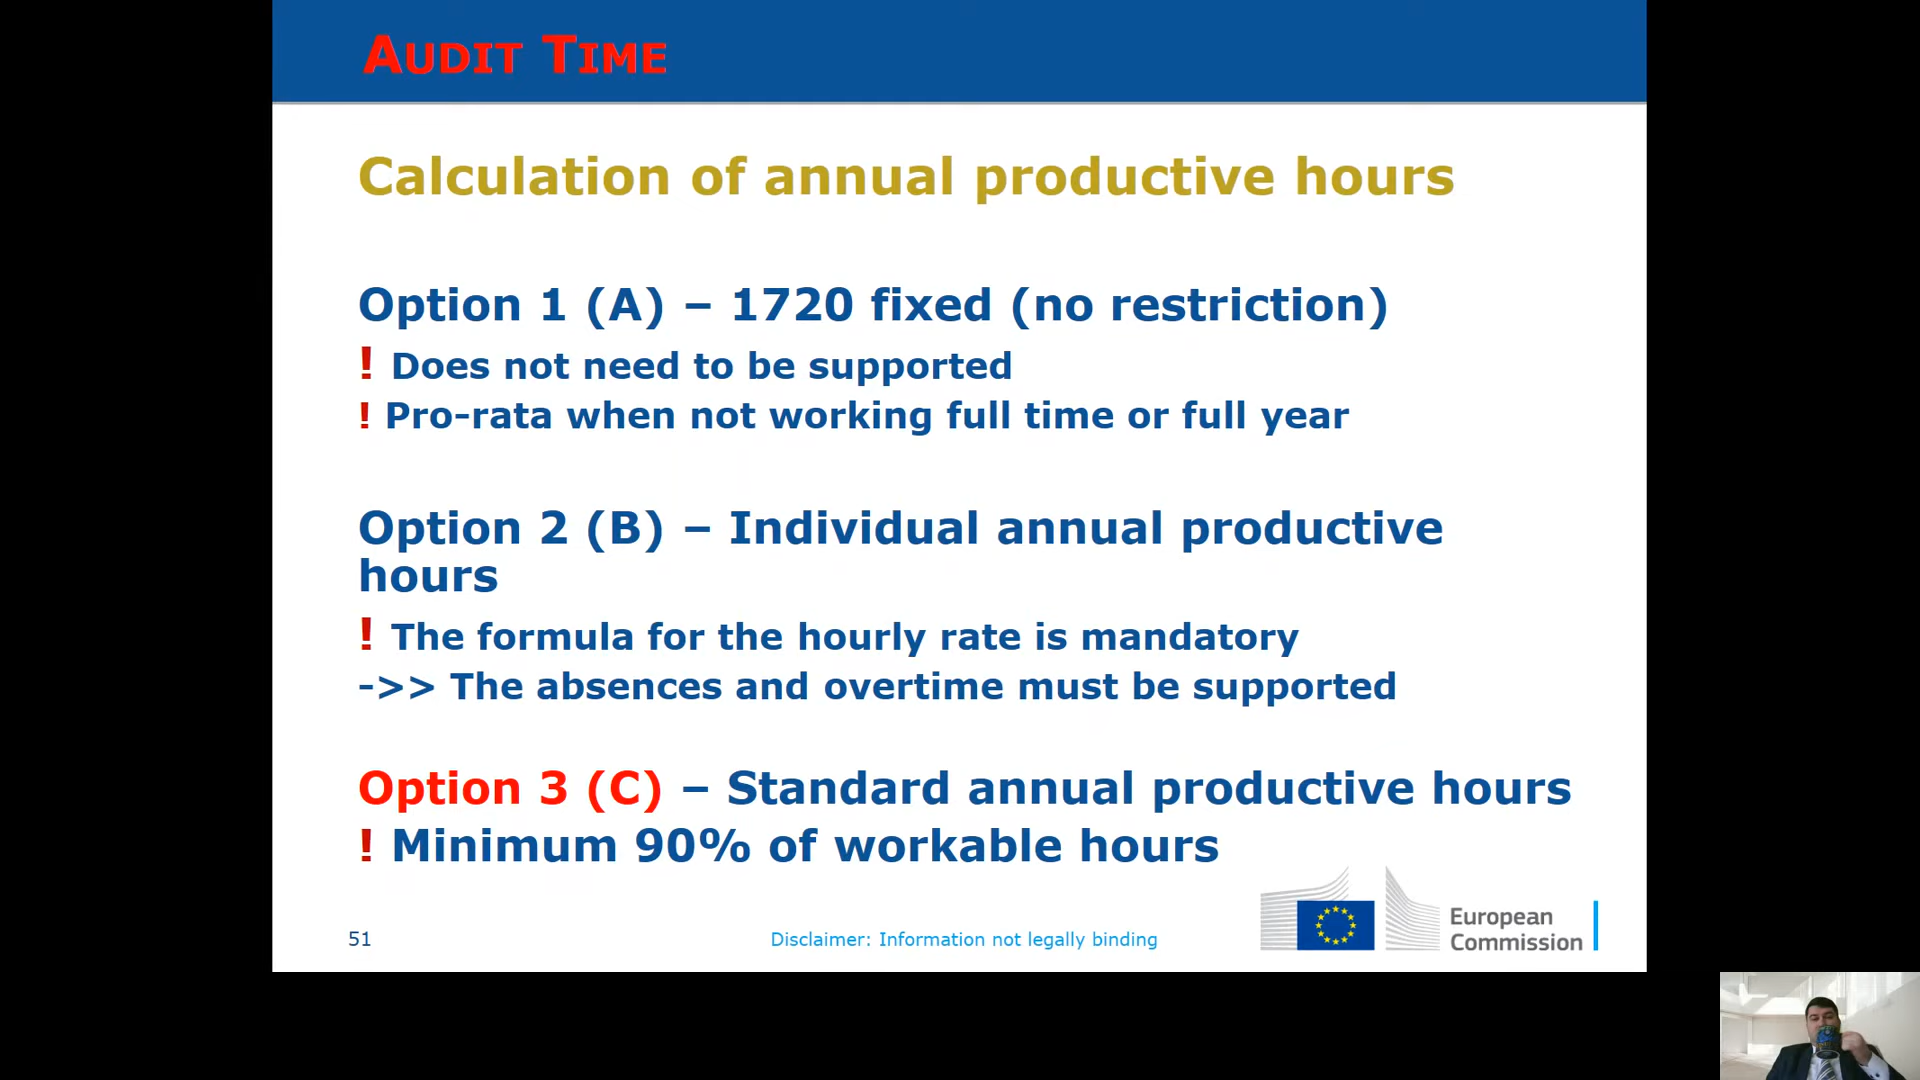 AUDIT TIME
Calculation of annual productive hours
Option 1 (A) – 1720 fixed (no restriction)
! Does not need to be supported
! Pro-rata when not working full time or full year
Option 2 (B) – Individual annual productive
hours
! The formula for the hourly rate is mandatory
->> The absences and overtime must be supported
Option 3 (C) – Standard annual productive hours
! Minimum 90% of workable hours
51
Disclaimer: Information not legally binding
European
Commission